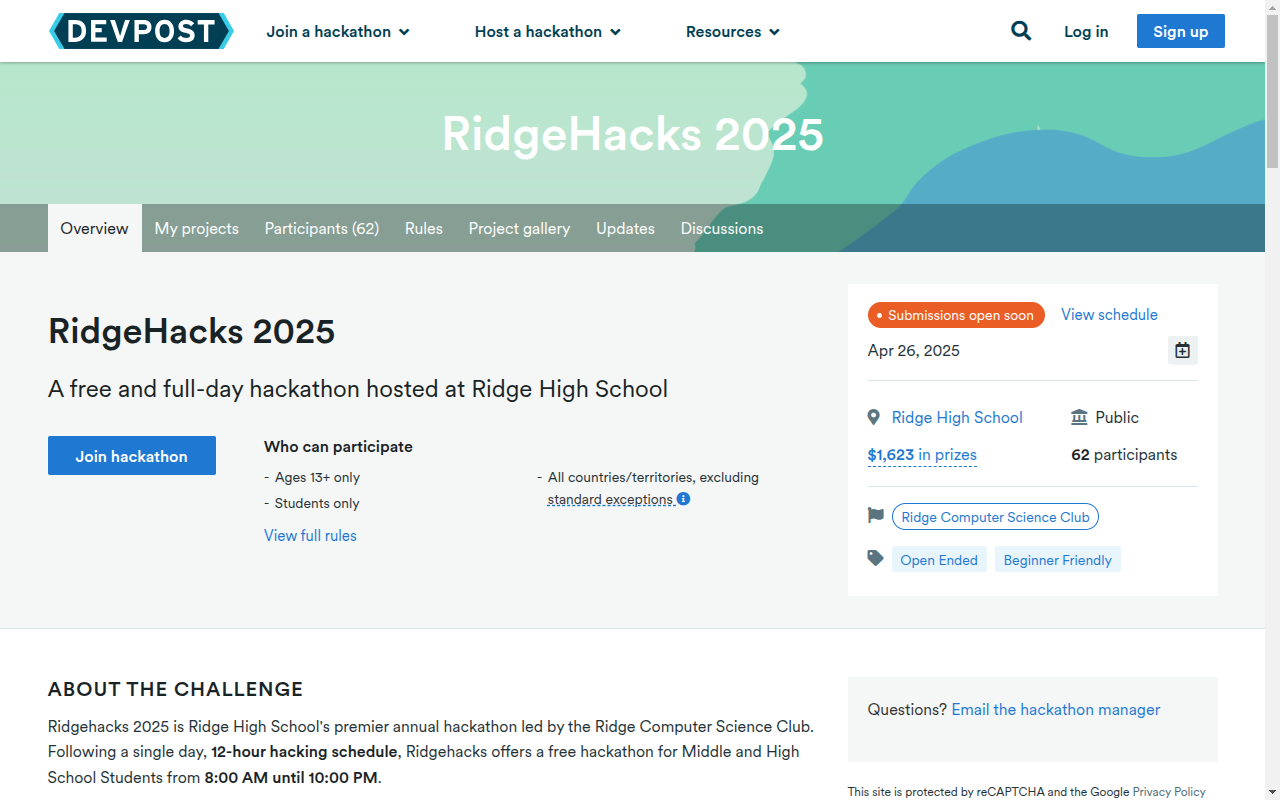 DEVPOST
Join a hackathon
Host a hackathon
Resources
Log in
Sign up
RidgeHacks 2025
Overview
My projects
Participants (62)
Rules
Project gallery
Updates
Discussions
RidgeHacks 2025
A free and full-day hackathon hosted at Ridge High School
Join hackathon
Who can participate
- Ages 13+ only
- Students only
- All countries/territories, excluding
standard exceptions
View full rules
Submissions open soon
View schedule
Apr 26, 2025
Ridge High School
Public
$1,623 in prizes
62 participants
Ridge Computer Science Club
Open Ended
Beginner Friendly
ABOUT THE CHALLENGE
Ridgehacks 2025 is Ridge High School's premier annual hackathon led by the Ridge Computer Science Club.
Following a single day, 12-hour hacking schedule, Ridgehacks offers a free hackathon for Middle and High
School Students from 8:00 AM until 10:00 PM.
Questions? Email the hackathon manager
This site is protected by reCAPTCHA and the Google Privacy Policy